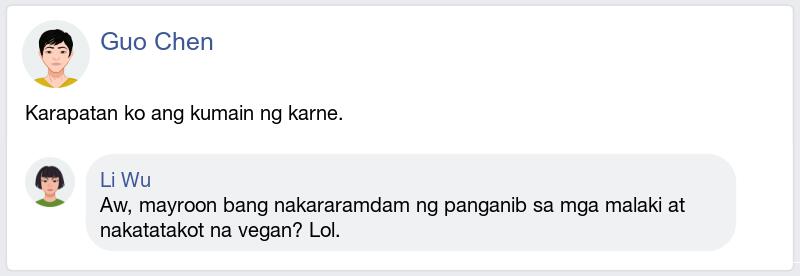 Guo Chen
Karapatan ko ang kumain ng karne.
Li Wu
Aw, mayroon bang nakararamdam ng panganib sa mga malaki at
nakatatakot na vegan? Lol.